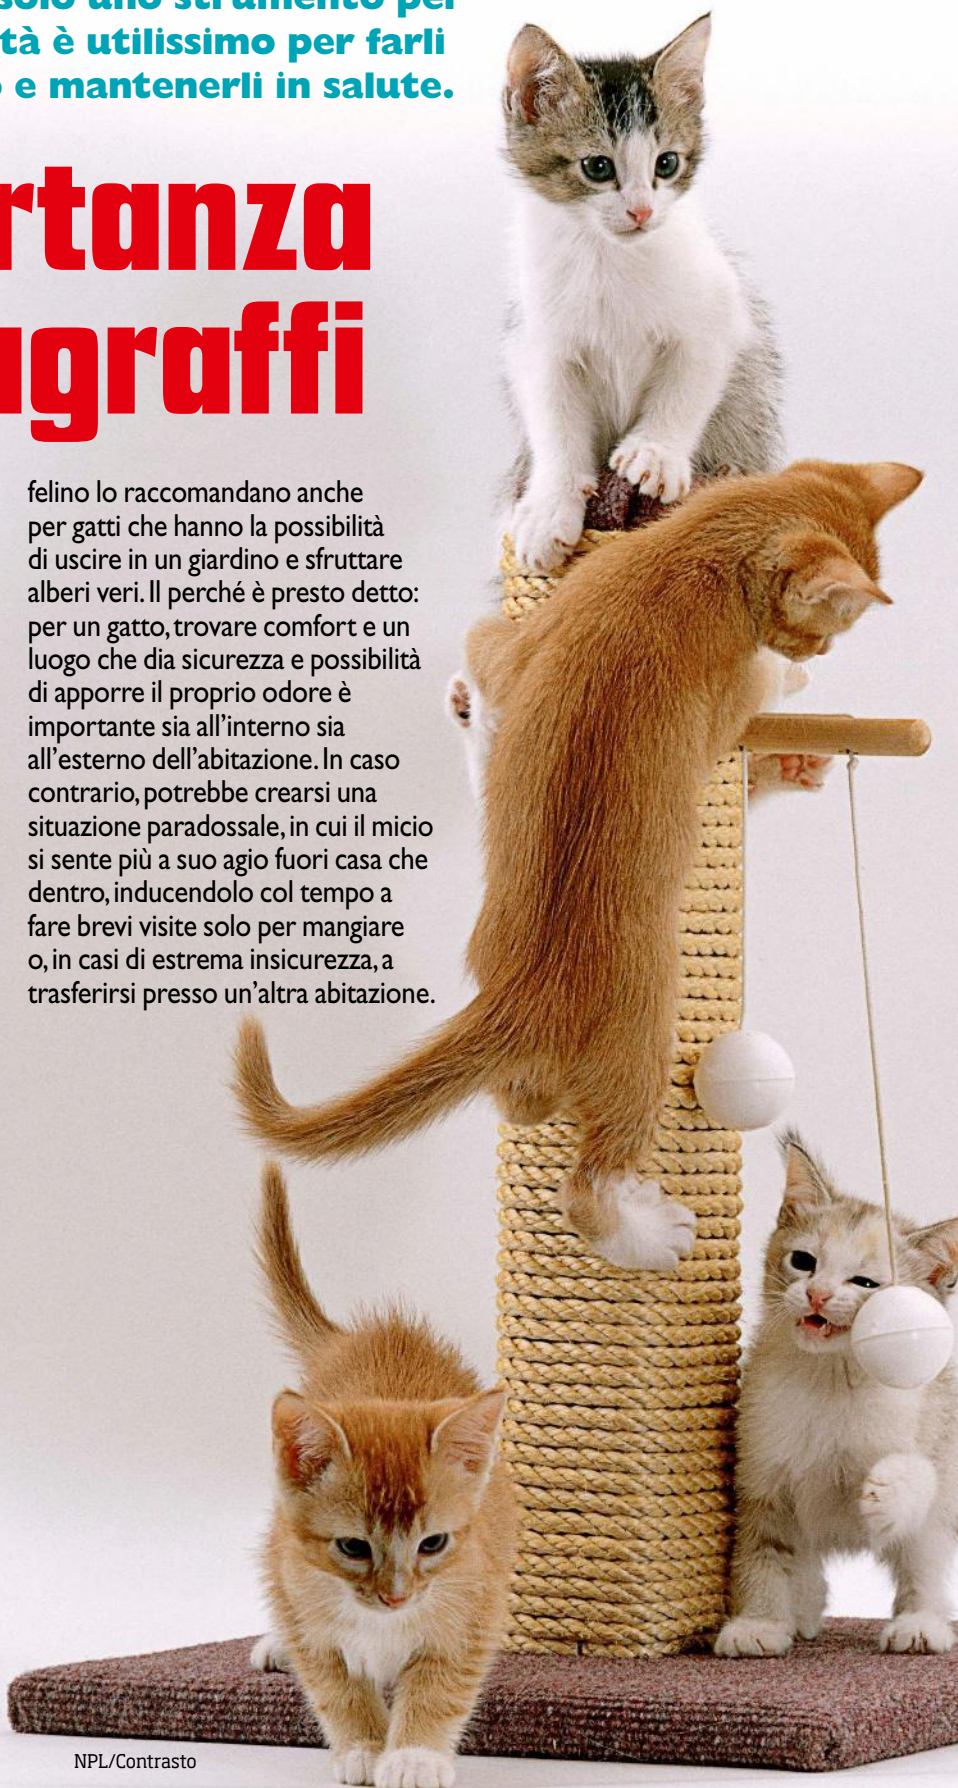 solo allo strumento per
tà è utilissimo per farli
o e mantenerli in salute.
rtanza
graffi
felino lo raccomandano anche
per gatti che hanno la possibilità
di uscire in un giardino e sfruttare
alberi veri. Il perché è presto detto:
per un gatto, trovare comfort e un
luogo che dia sicurezza e possibilità
di apporre il proprio odore è
importante sia all’interno sia
all’esterno dell’abitazione. In caso
contrario, potrebbe crearsi una
situazione paradossale, in cui il micio
si sente più a suo agio fuori casa che
dentro, inducendolo col tempo a
fare brevi visite solo per mangiare
o, in casi di estrema insicurezza, a
trasferirsi presso un’altra abitazione.
NPL/Contrasto